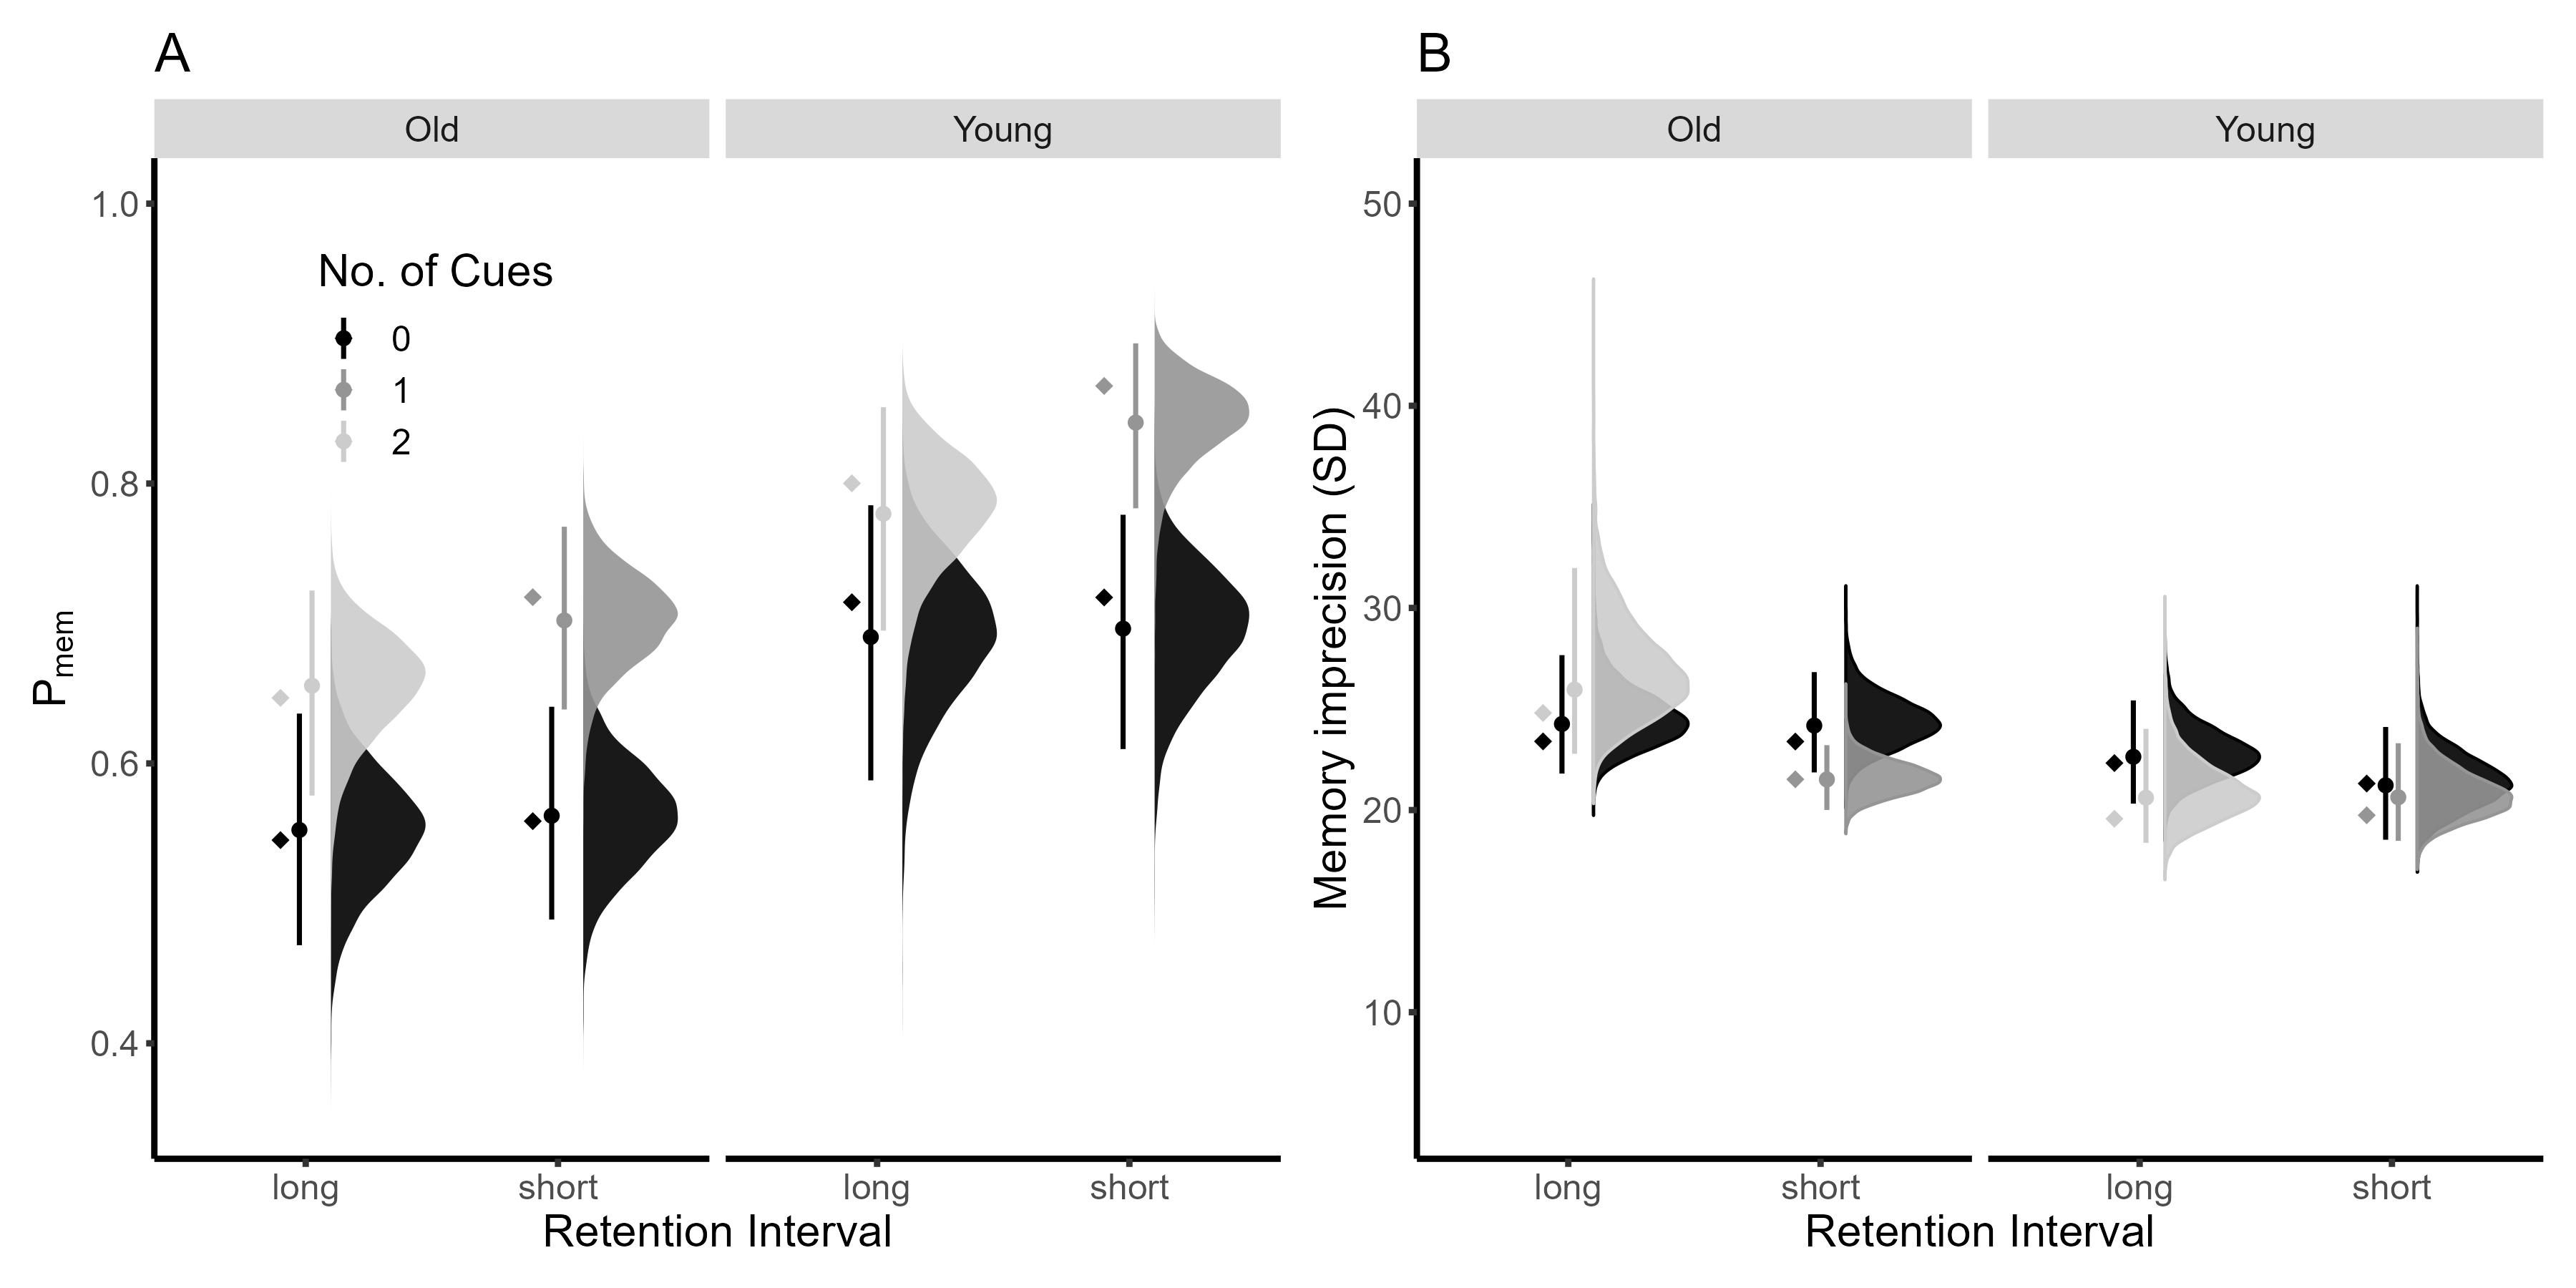 A
Old
Young
1.0
0.8
0.6
0.4
P mem
No. of Cues
0
1
2
long
short
long
short
Retention Interval
B
Old
Young
50
40
30
20
10
Memory imprecision (SD)
long
short
long
short
Retention Interval